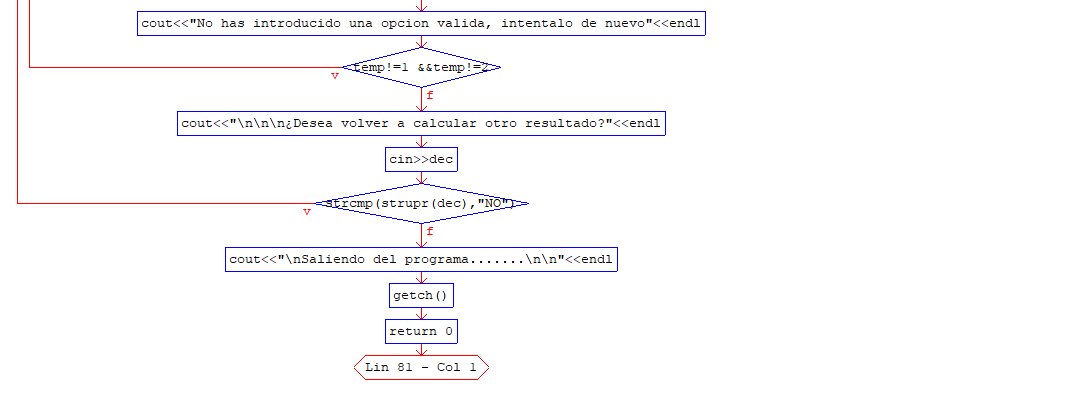 cout<<"No has introducido una opcion valida, intentalo de nuevo"<<endl
temp!=1 &&temp!=2
v
f
cout<<"\n\n\n¿Desea volver a calcular otro resultado?"<<endl
cin>>dec
strcmp(strupr(dec),"NO")
v
f
cout<<"\nSaliendo del programa.......\n\n"<<endl
getch()
return 0
Lin 81 - Col 1